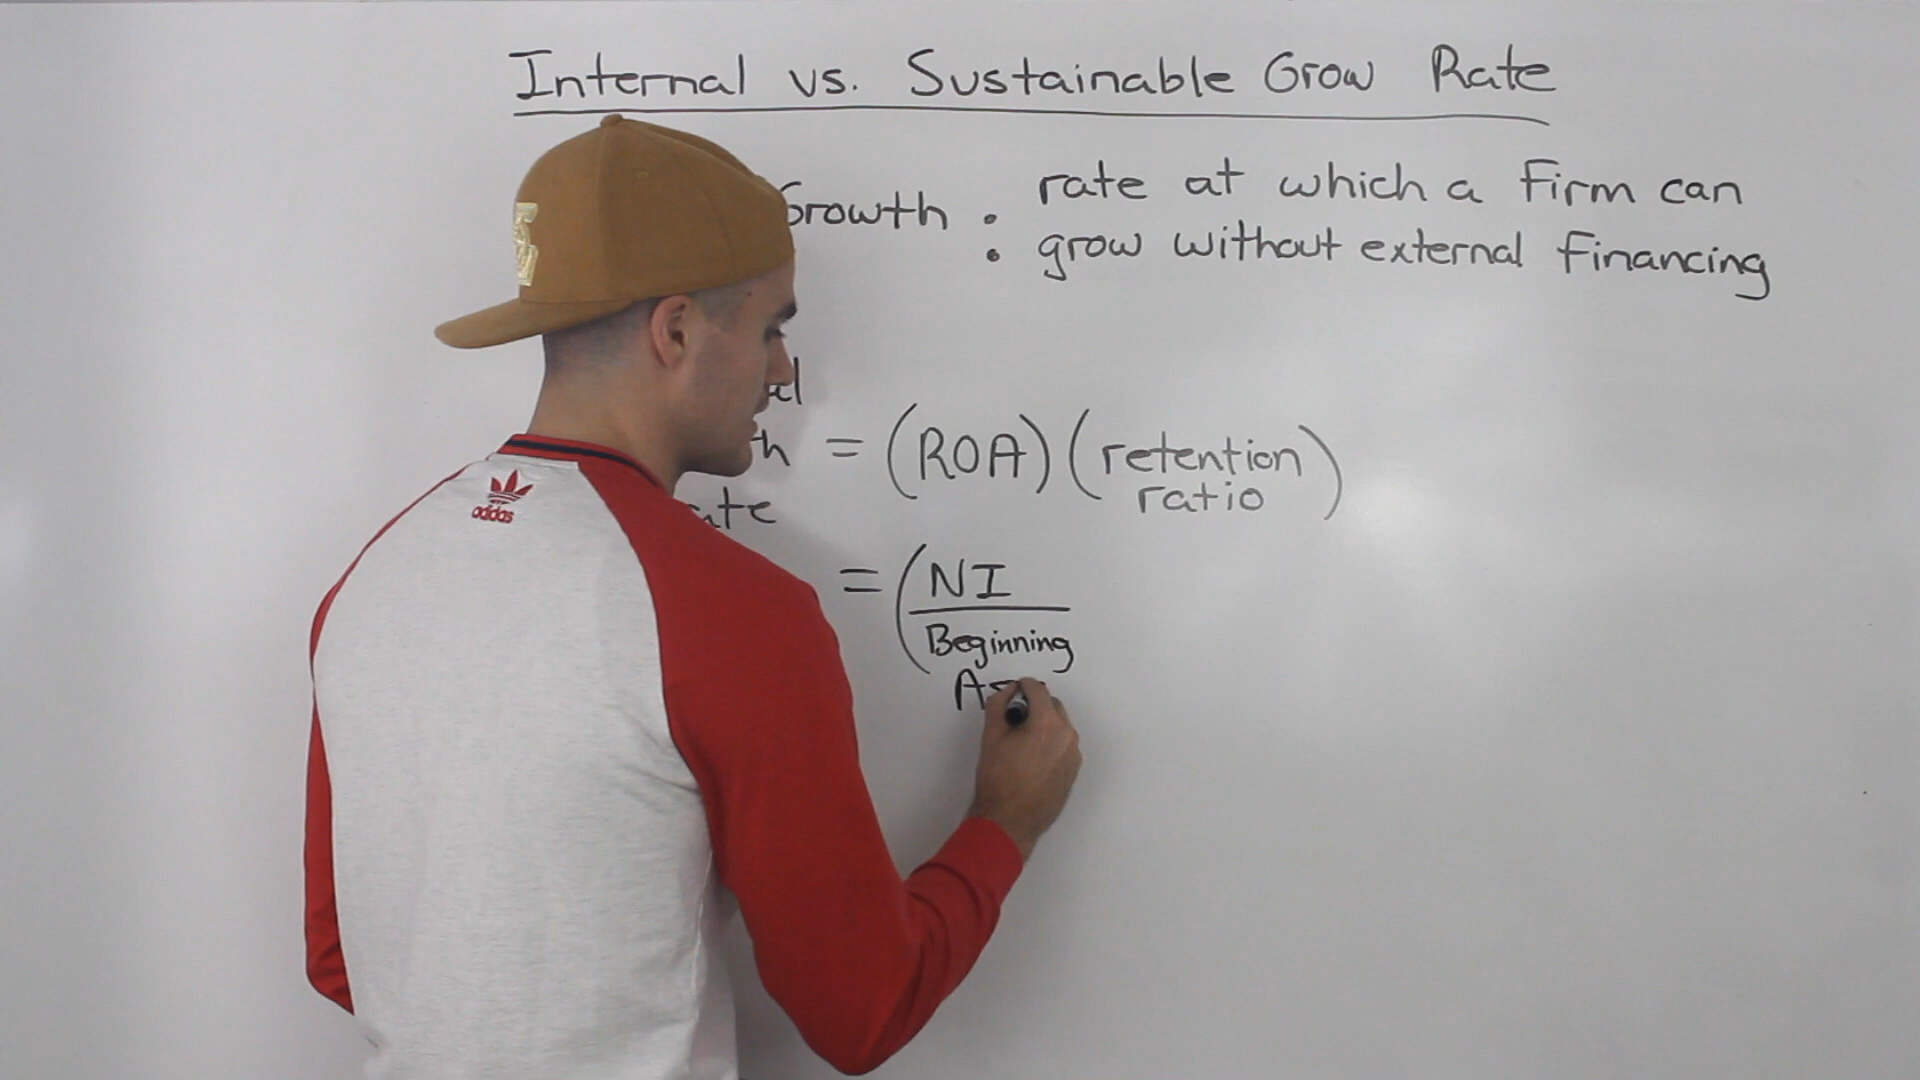 Internal vs. Sustainable Grow Rate
Growth : rate at which a Firm can
grow without external Financing
= (ROA) (retention
ratio)
= (NI
Beginning
adidas